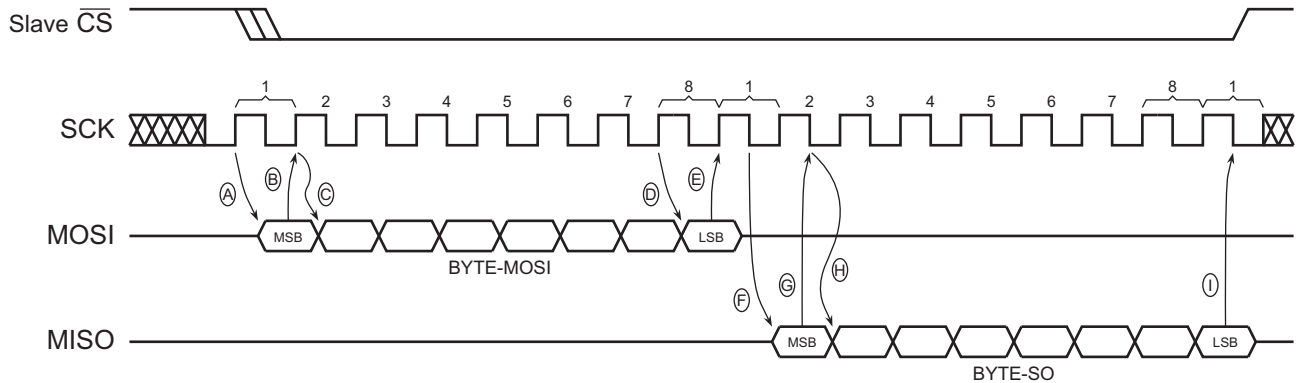 Slave CS
1 2 3 4 5 6 7 8 1 2 3 4 5 6 7 8 1
SCK
A B C D E
MOSI MSB LSB
BYTE-MOSI
F G H I
MISO MSB LSB
BYTE-SO